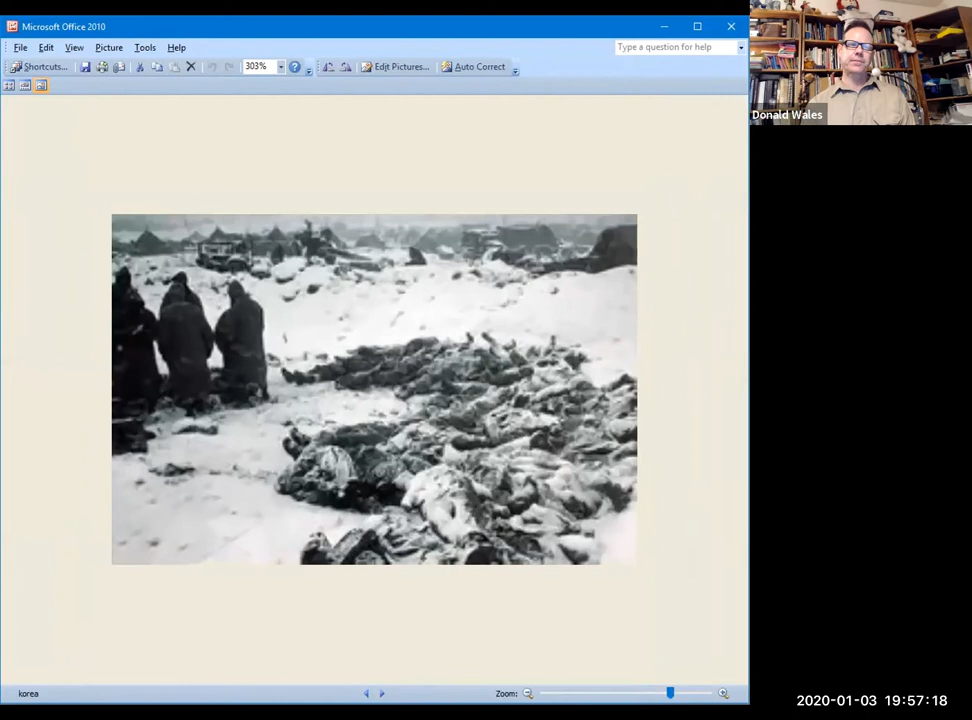 Microsoft Office 2010
File Edit View Picture Tools Help
Type a question for help
Shortcuts...
303%
Edit Pictures...
Auto Correct
Donald Wales
korea
Zoom:
2020-01-03 19:57:18